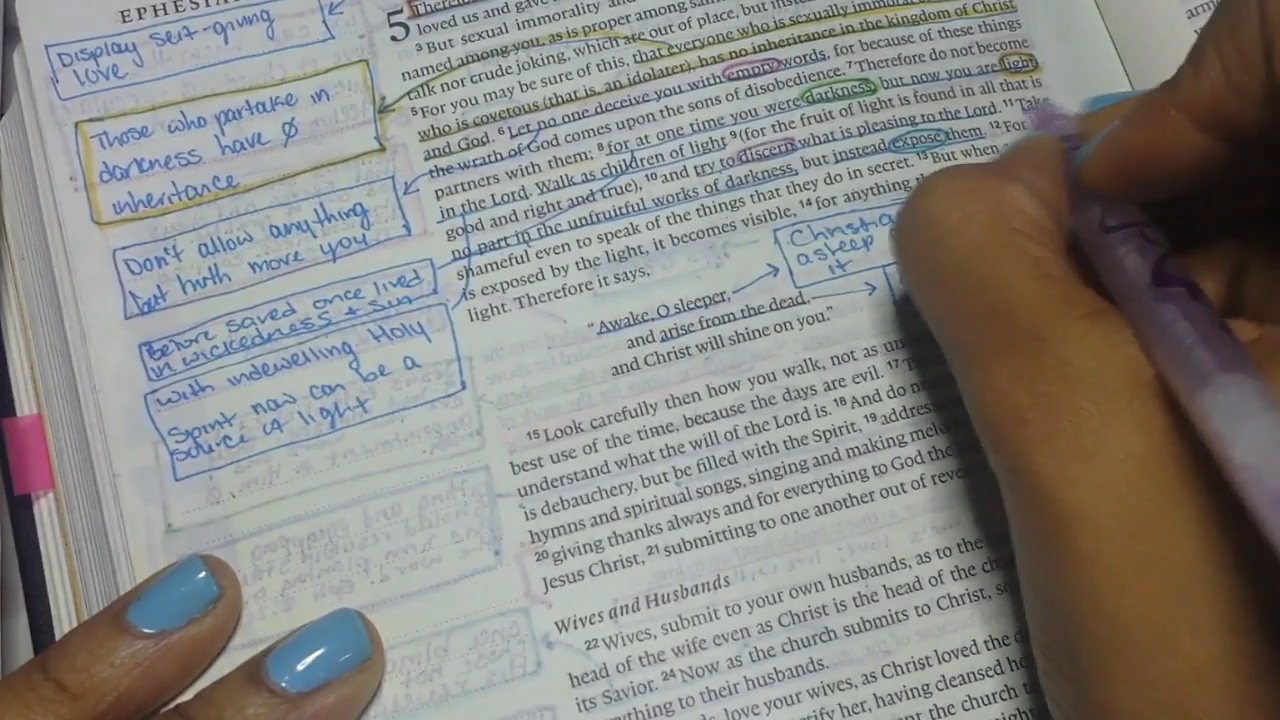 EPHESIA
Display self-giving
love
Those who partake in
darkness have Ø
inheritance
Don't allow anything
but truth move you
Before saved once lived
in wickedness + sin
With indwelling Holy
Spirit now can be a
source of light
5 Therefo
loved us and gave
3 But sexual immorality and
named among you, as is proper among sa
talk nor crude joking, which are out of place, but inst
5 For you may be sure of this, that everyone who is sexually immor
who is covetous (that is, an idolater), has no inheritance in the kingdom of Christ
and God. 6 Let no one deceive you with empty words, for because of these things
the wrath of God comes upon the sons of disobedience. 7 Therefore do not become
partners with them; 8 for at one time you were darkness, but now you are light
in the Lord. Walk as children of light 9 (for the fruit of light is found in all that is
good and right and true), 10 and try to discern what is pleasing to the Lord. 11 Take
no part in the unfruitful works of darkness, but instead expose them. 12 For
shameful even to speak of the things that they do in secret. 13 But when
is exposed by the light, it becomes visible, 14 for anything th
light. Therefore it says,
Christia
asleep
it
"Awake, O sleeper,
and arise from the dead,
and Christ will shine on you."
15 Look carefully then how you walk, not as un
best use of the time, because the days are evil. 17 T
understand what the will of the Lord is. 18 And do n
is debauchery, but be filled with the Spirit, 19 addres
hymns and spiritual songs, singing and making mel
20 giving thanks always and for everything to God the
Jesus Christ, 21 submitting to one another out of reve
Wives and Husbands
22 Wives, submit to your own husbands, as to the
head of the wife even as Christ is the head of the ch
its Savior. 24 Now as the church submits to Christ, s
ything to their husbands.
love your wives, as Christ loved the
tify her, having cleansed he
nt the church t